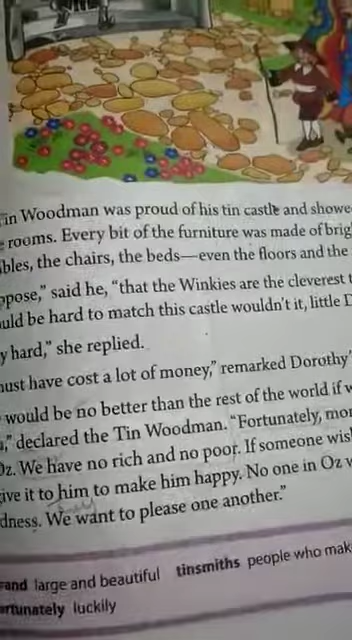 in Woodman was proud of his tin castle and showe
rooms. Every bit of the furniture was made of brig
bles, the chairs, the beds—even the floors and the
ppose," said he, "that the Winkies are the cleverest t
uld be hard to match this castle wouldn't it, little D
y hard," she replied.
ust have cost a lot of money," remarked Dorothy'
would be no better than the rest of the world if w
," declared the Tin Woodman. "Fortunately, mon
Oz. We have no rich and no poor. If someone wis
ive it to him to make him happy. No one in Oz w
dness. We want to please one another."
and large and beautiful tinsmiths people who mak
rtunately luckily